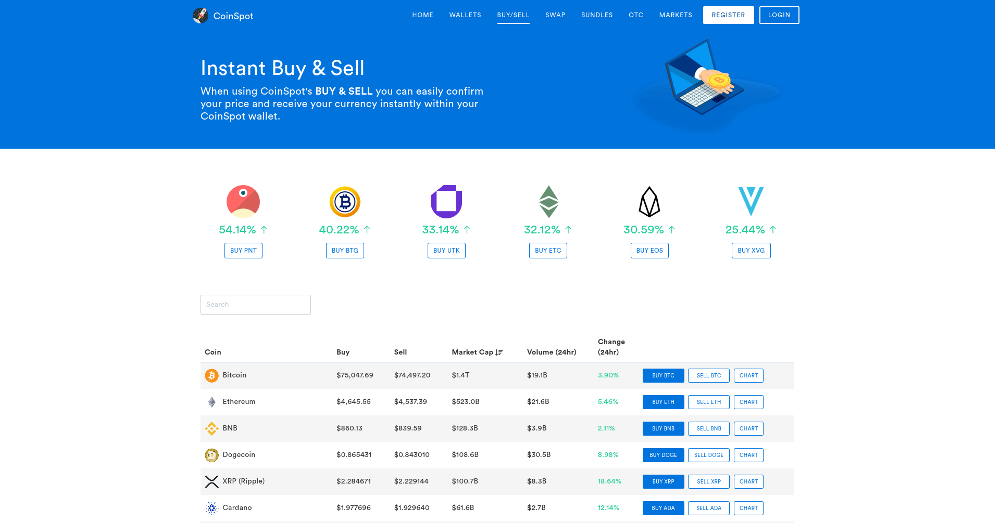 CoinSpot
HOME WALLETS BUY/SELL SWAP BUNDLES OTC MARKETS REGISTER LOGIN
Instant Buy & Sell
When using CoinSpot's BUY & SELL you can easily confirm
your price and receive your currency instantly within your
CoinSpot wallet.
54.14% ↑ 40.22% ↑ 33.14% ↑ 32.12% ↑ 30.59% ↑ 25.44% ↑
BUY PNT BUY BTG BUY UTK BUY ETC BUY EOS BUY XVG
Search
Coin Buy Sell Market Cap Volume (24hr) Change (24hr)
Bitcoin $75,047.69 $74,497.20 $1.4T $19.1B 3.90% BUY BTC SELL BTC CHART
Ethereum $4,645.55 $4,537.39 $523.0B $21.6B 5.46% BUY ETH SELL ETH CHART
BNB $860.13 $839.59 $128.3B $3.9B 2.11% BUY BNB SELL BNB CHART
Dogecoin $0.865431 $0.843010 $108.6B $30.5B 8.98% BUY DOGE SELL DOGE CHART
XRP (Ripple) $2.284671 $2.229144 $100.7B $8.3B 18.64% BUY XRP SELL XRP CHART
Cardano $1.977696 $1.929640 $61.6B $2.7B 12.14% BUY ADA SELL ADA CHART